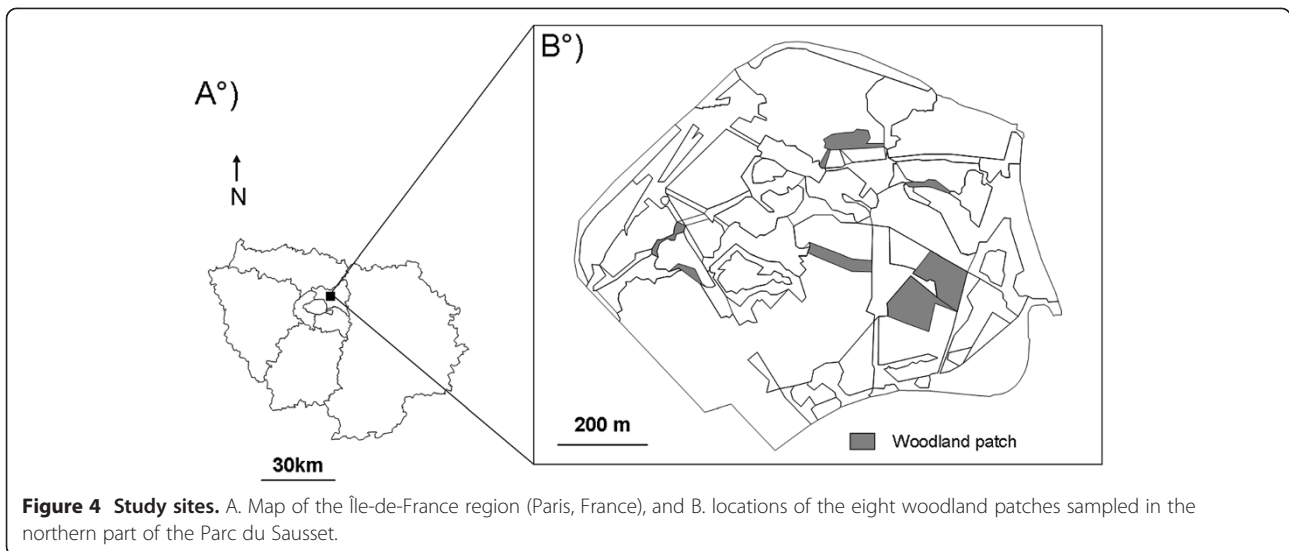 A°)
N
30km
B°)
200 m
Woodland patch
Figure 4 Study sites. A. Map of the Île-de-France region (Paris, France), and B. locations of the eight woodland patches sampled in the
northern part of the Parc du Sausset.